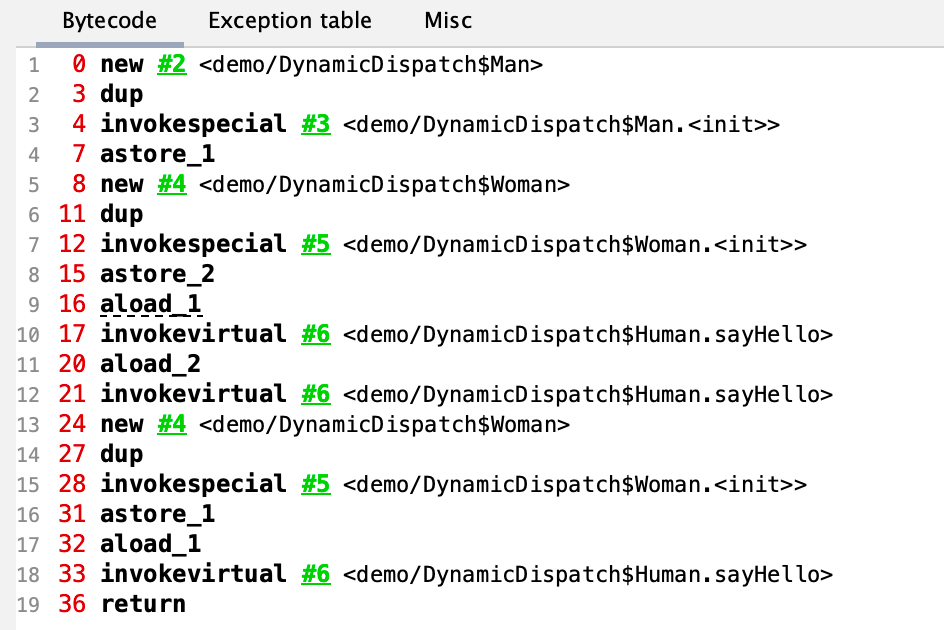 Bytecode Exception table Misc
1 0 new #2 <demo/DynamicDispatch$Man>
2 3 dup
3 4 invokespecial #3 <demo/DynamicDispatch$Man.<init>>
4 7 astore_1
5 8 new #4 <demo/DynamicDispatch$Woman>
6 11 dup
7 12 invokespecial #5 <demo/DynamicDispatch$Woman.<init>>
8 15 astore_2
9 16 aload_1
10 17 invokevirtual #6 <demo/DynamicDispatch$Human.sayHello>
11 20 aload_2
12 21 invokevirtual #6 <demo/DynamicDispatch$Human.sayHello>
13 24 new #4 <demo/DynamicDispatch$Woman>
14 27 dup
15 28 invokespecial #5 <demo/DynamicDispatch$Woman.<init>>
16 31 astore_1
17 32 aload_1
18 33 invokevirtual #6 <demo/DynamicDispatch$Human.sayHello>
19 36 return